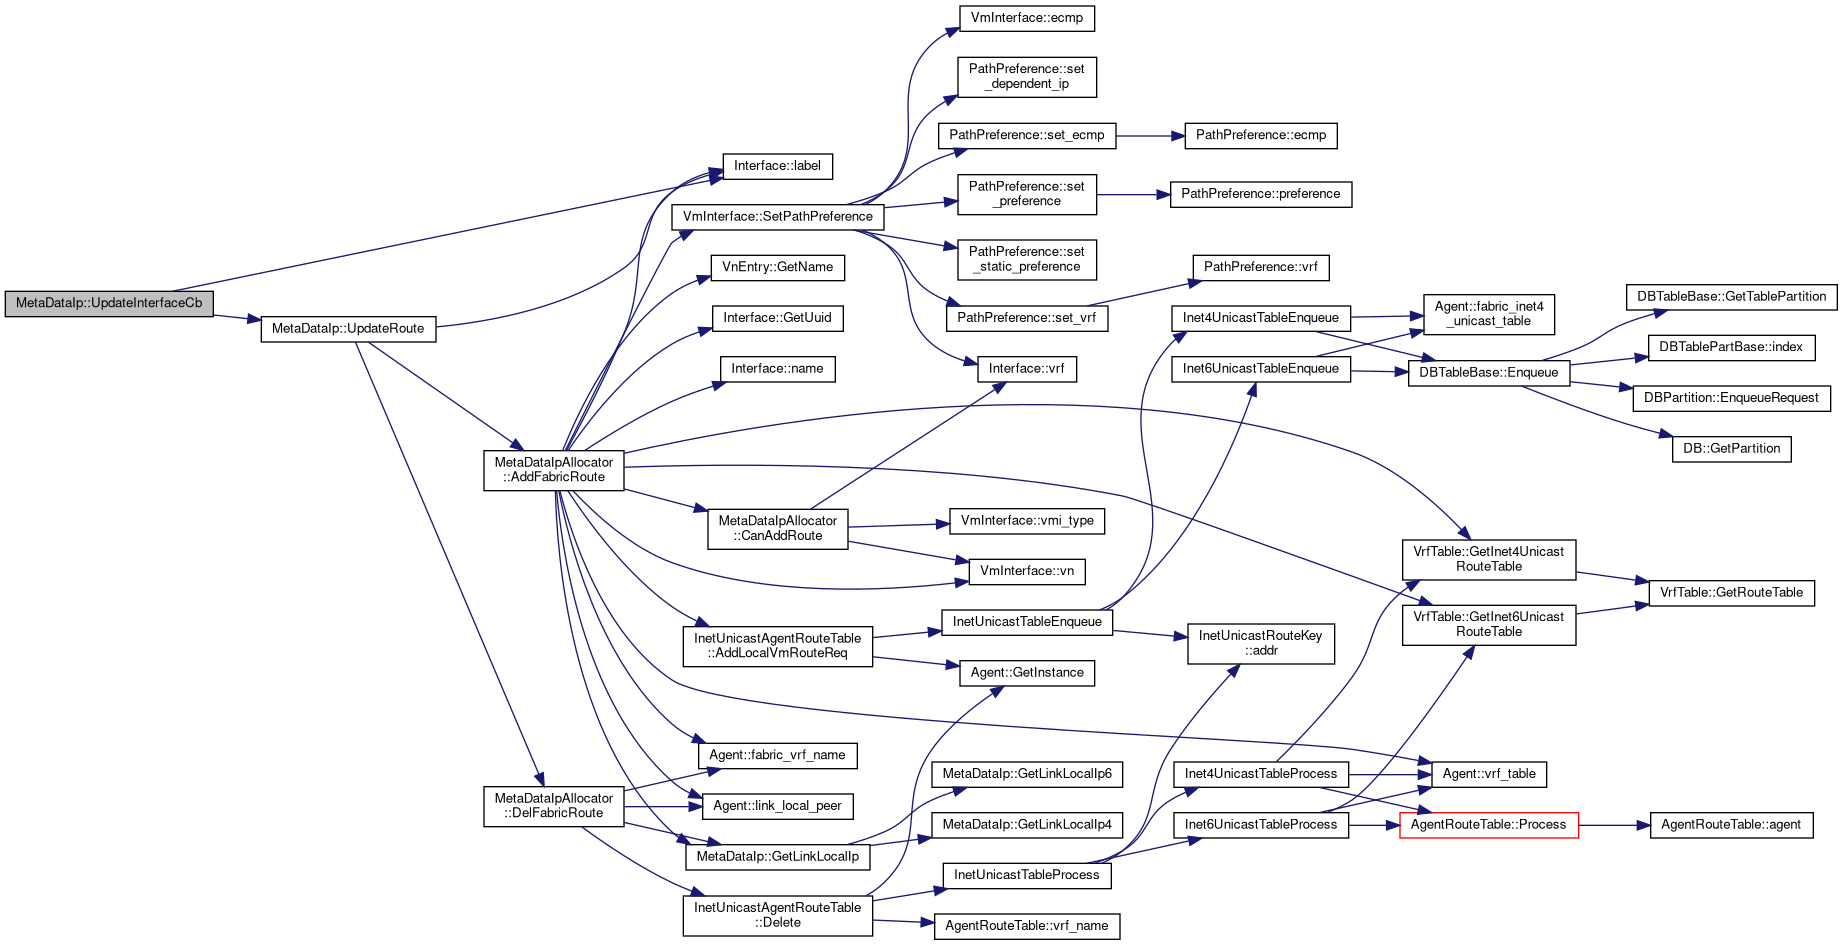 MetaDataIp::UpdateInterfaceCb
MetaDataIp::UpdateRoute
Interface::label
MetaDataIpAllocator
::AddFabricRoute
MetaDataIpAllocator
::DelFabricRoute
VmInterface::SetPathPreference
VnEntry::GetName
Interface::GetUuid
Interface::name
MetaDataIpAllocator
::CanAddRoute
InetUnicastAgentRouteTable
::AddLocalVmRouteReq
Agent::fabric_vrf_name
Agent::link_local_peer
MetaDataIp::GetLinkLocalIp
InetUnicastAgentRouteTable
::Delete
VmInterface::ecmp
PathPreference::set
_dependent_ip
PathPreference::set_ecmp
PathPreference::set
_preference
PathPreference::set
_static_preference
PathPreference::set_vrf
Interface::vrf
VmInterface::vmi_type
VmInterface::vn
InetUnicastTableEnqueue
Agent::GetInstance
MetaDataIp::GetLinkLocalIp6
MetaDataIp::GetLinkLocalIp4
InetUnicastTableProcess
AgentRouteTable::vrf_name
PathPreference::ecmp
PathPreference::preference
PathPreference::vrf
Inet4UnicastTableEnqueue
Inet6UnicastTableEnqueue
InetUnicastRouteKey
::addr
Inet4UnicastTableProcess
Inet6UnicastTableProcess
Agent::fabric_inet4
_unicast_table
DBTableBase::Enqueue
VrfTable::GetInet4Unicast
RouteTable
VrfTable::GetInet6Unicast
RouteTable
Agent::vrf_table
AgentRouteTable::Process
DBTableBase::GetTablePartition
DBTablePartBase::index
DBPartition::EnqueueRequest
DB::GetPartition
VrfTable::GetRouteTable
AgentRouteTable::agent